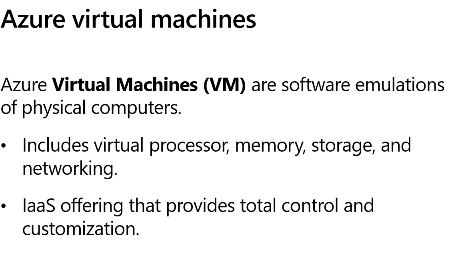 Azure virtual machines
Azure Virtual Machines (VM) are software emulations
of physical computers.
• Includes virtual processor, memory, storage, and
networking.
• IaaS offering that provides total control and
customization.